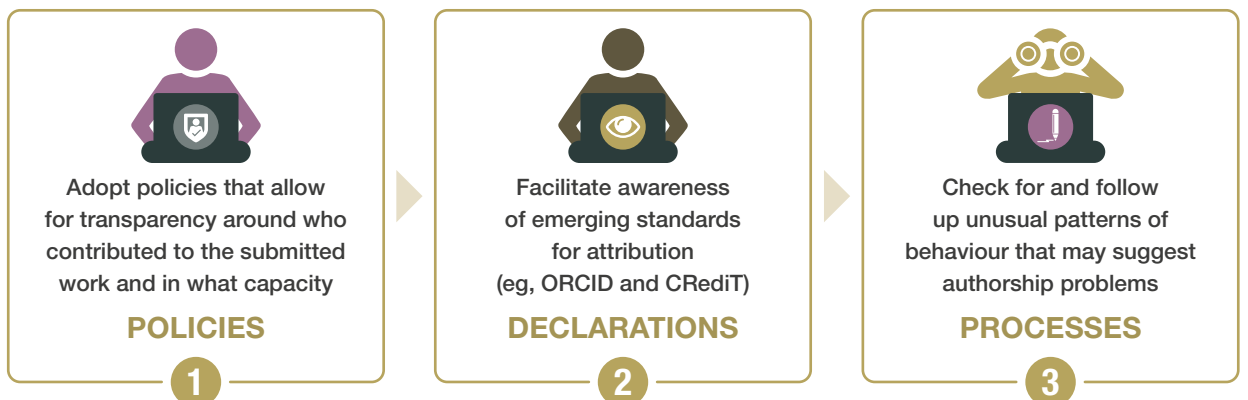 Adopt policies that allow
for transparency around who
contributed to the submitted
work and in what capacity
POLICIES
1
Facilitate awareness
of emerging standards
for attribution
(eg, ORCID and CRediT)
DECLARATIONS
2
Check for and follow
up unusual patterns of
behaviour that may suggest
authorship problems
PROCESSES
3